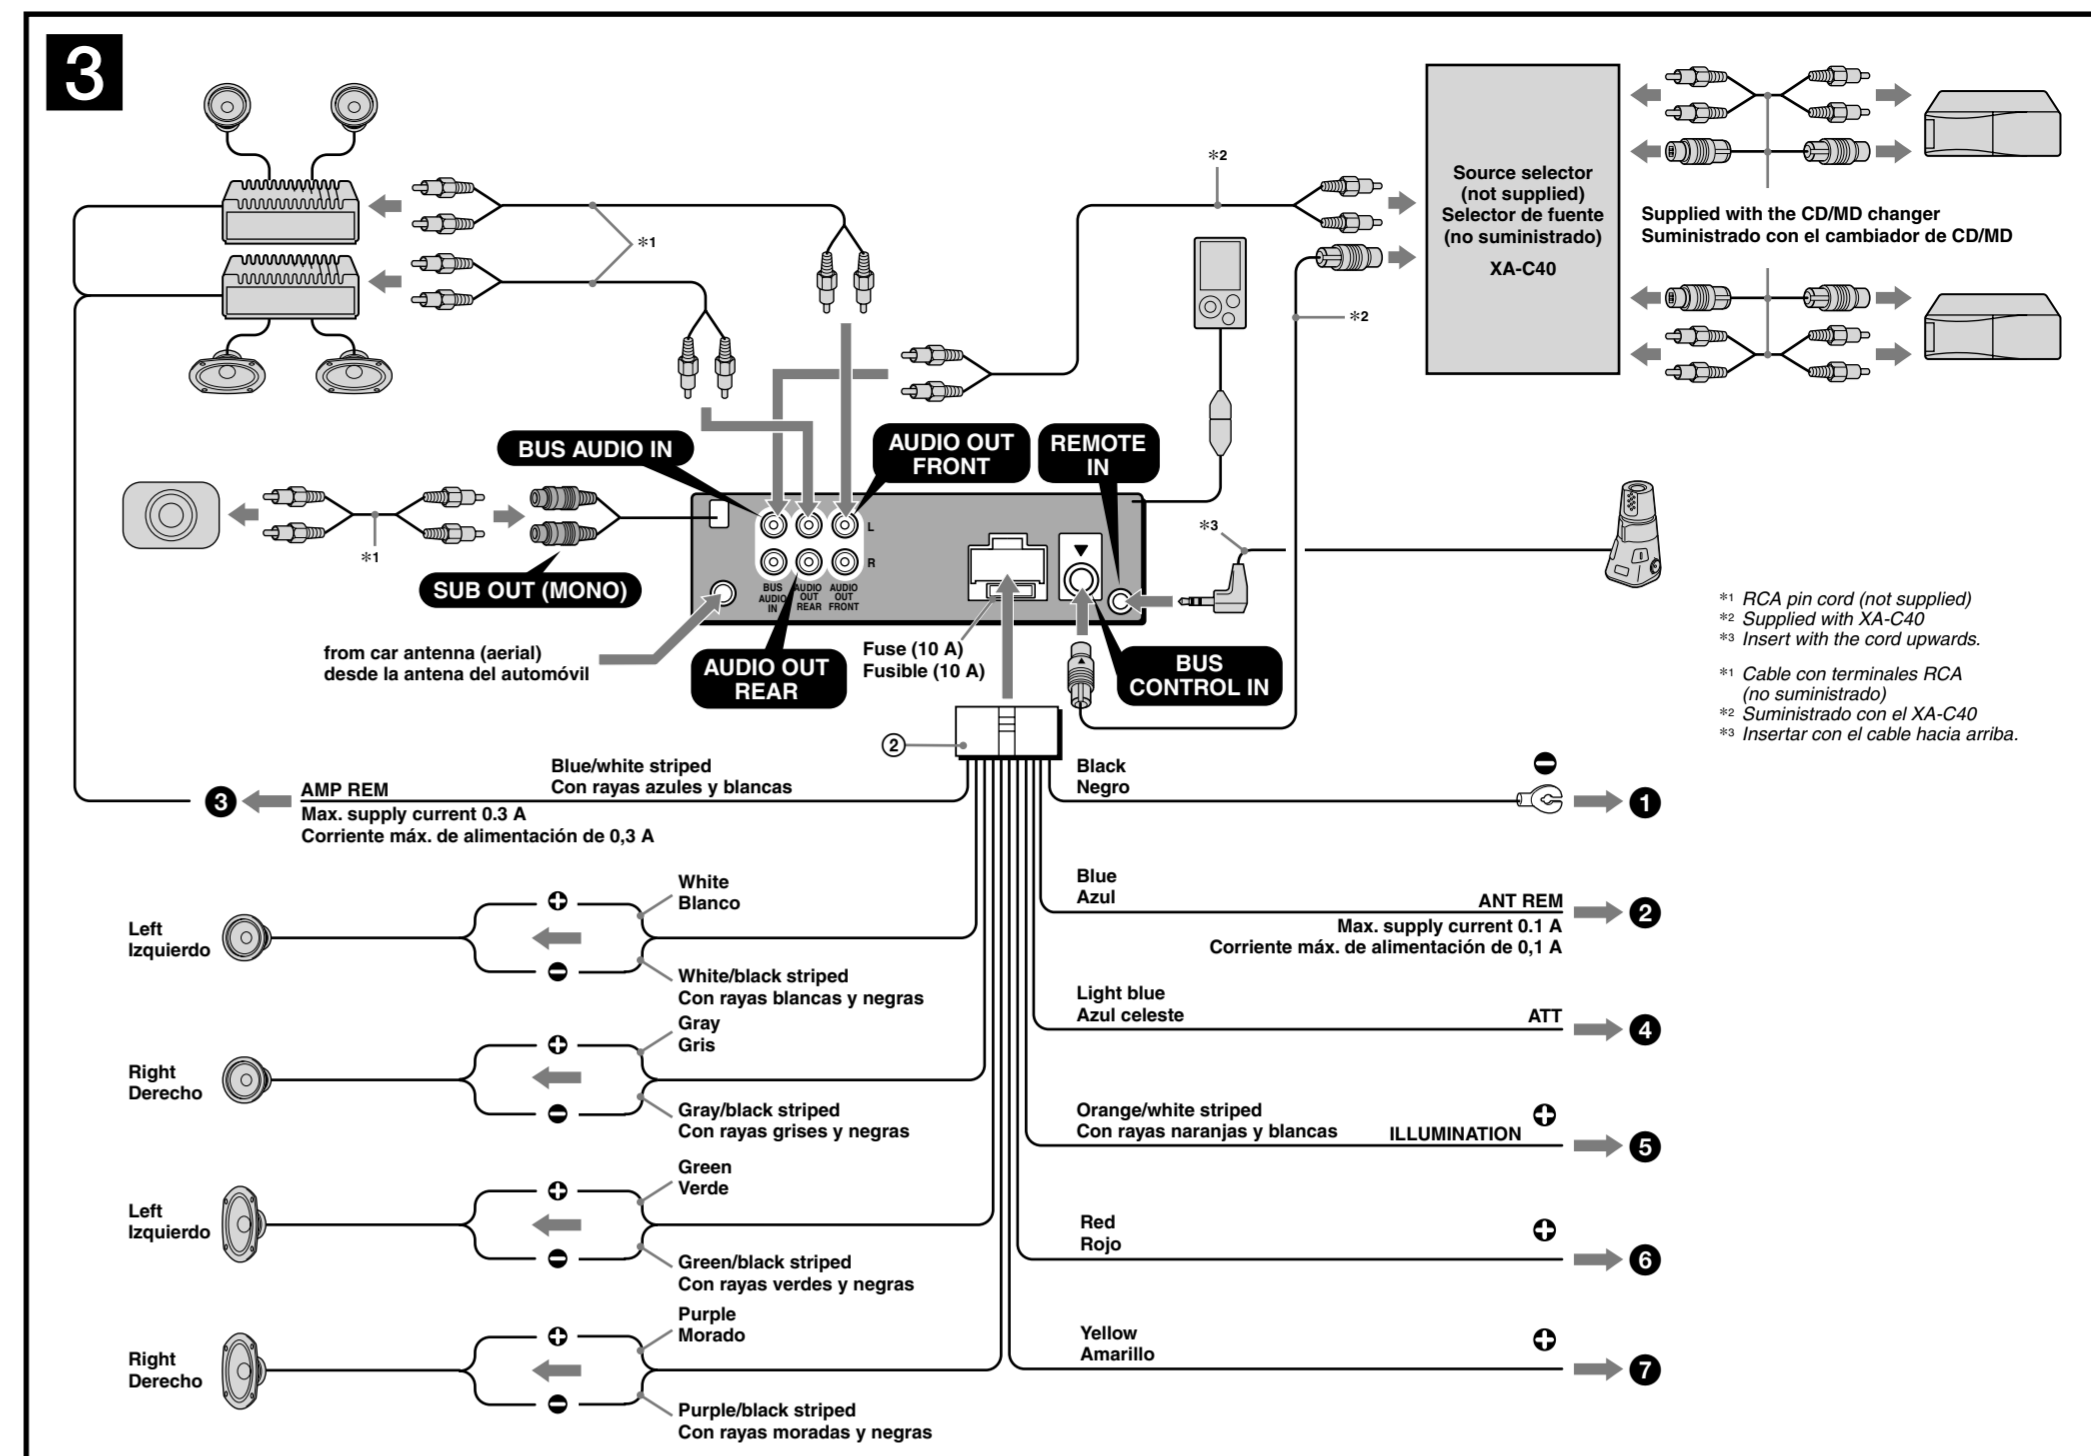 3
*2
Source selector
(not supplied)
Selector de fuente
(no suministrado)
XA-C40
Supplied with the CD/MD changer
Suministrado con el cambiador de CD/MD
*1
*2
BUS AUDIO IN
AUDIO OUT
FRONT
REMOTE
IN
*3
*1
L
R
BUS
AUDIO
IN
AUDIO
OUT
REAR
AUDIO
OUT
FRONT
SUB OUT (MONO)
from car antenna (aerial)
desde la antena del automóvil
AUDIO OUT
REAR
Fuse (10 A)
Fusible (10 A)
BUS
CONTROL IN
*1 RCA pin cord (not supplied)
*2 Supplied with XA-C40
*3 Insert with the cord upwards.
*1 Cable con terminales RCA
(no suministrado)
*2 Suministrado con el XA-C40
*3 Insertar con el cable hacia arriba.
2
Blue/white striped
Con rayas azules y blancas
3
AMP REM
Max. supply current 0.3 A
Corriente máx. de alimentación de 0,3 A
Black
Negro
1
White
Blanco
Left
Izquierdo
White/black striped
Con rayas blancas y negras
Blue
Azul
ANT REM
2
Max. supply current 0.1 A
Corriente máx. de alimentación de 0,1 A
Gray
Gris
Right
Derecho
Gray/black striped
Con rayas grises y negras
Light blue
Azul celeste
ATT
4
Orange/white striped
Con rayas naranjas y blancas
ILLUMINATION
5
Green
Verde
Left
Izquierdo
Green/black striped
Con rayas verdes y negras
Red
Rojo
6
Purple
Morado
Right
Derecho
Purple/black striped
Con rayas moradas y negras
Yellow
Amarillo
7